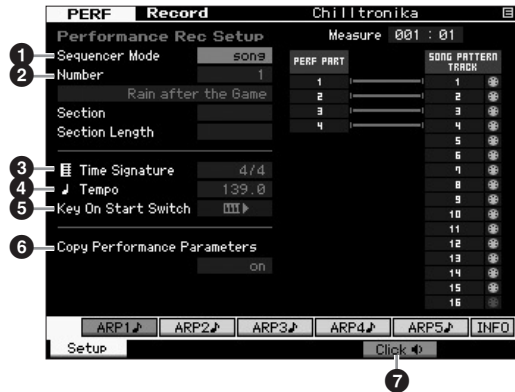 PERF Record Chilltronika
Performance Rec Setup Measure 001 : 01
1 Sequencer Mode song
2 Number 1
Rain after the Game
Section
Section Length
3 Time Signature 4/4
4 Tempo 139.0
5 Key On Start Switch
6 Copy Performance Parameters
on
PERF PART
1
2
3
4
SONG PATTERN
TRACK
1
2
3
4
5
6
7
8
9
10
11
12
13
14
15
16
ARP1♪ ARP2♪ ARP3♪ ARP4♪ ARP5♪ INFO
Setup Click
7